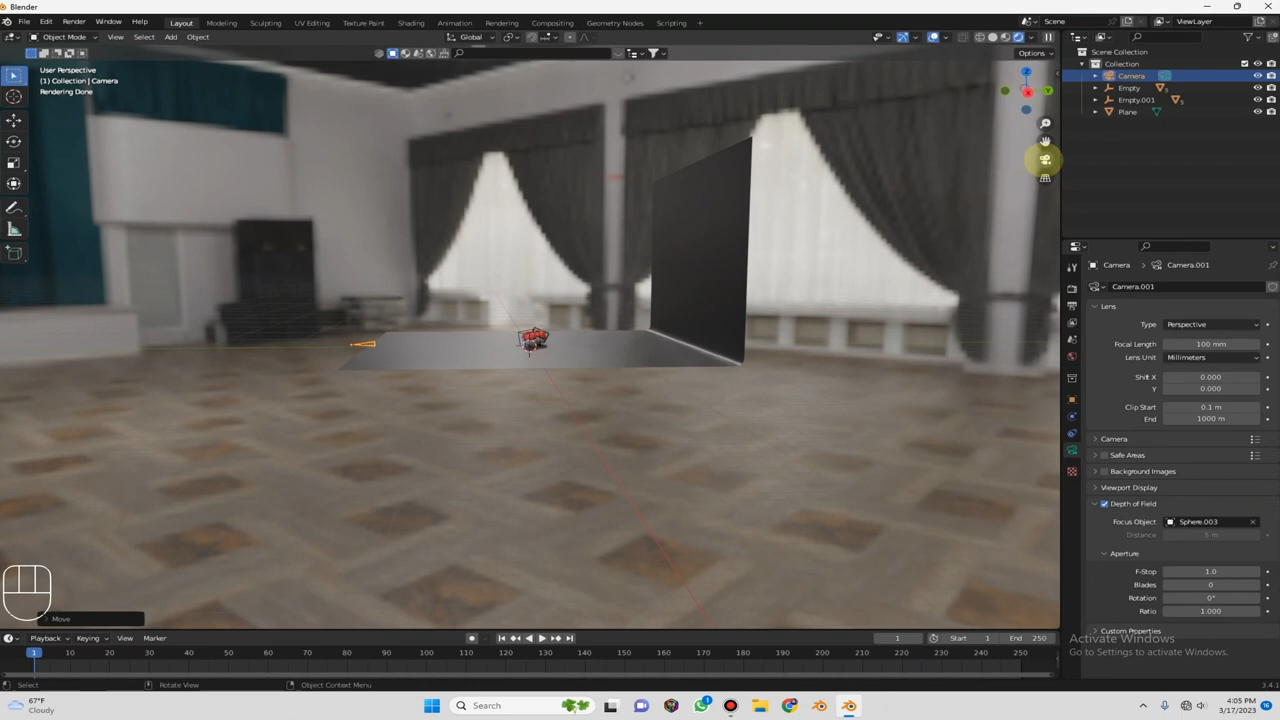 Blender
File Edit Render Window Help Layout Modeling Sculpting UV Editing Texture Paint Shading Animation Rendering Compositing Geometry Nodes Scripting + Scene ViewLayer
Object Mode View Select Add Object Global
Options
User Perspective
(1) Collection | Camera
Rendering Done
Z
Y
X
Scene Collection
Collection
Camera
Empty
5
Empty.001
5
Plane
Camera > Camera.001
Camera.001
Lens
Type Perspective
Focal Length 100 mm
Lens Unit Millimeters
Shift X 0.000
Y 0.000
Clip Start 0.1 m
End 1000 m
Camera
Safe Areas
Background Images
Viewport Display
Depth of Field
Focus Object Sphere.003
Distance 5 m
Aperture
F-Stop 1.0
Blades 0
Rotation 0°
Ratio 1.000
Custom Properties
Activate Windows
Go to Settings to activate Windows.
Move
Playback Keying View Marker 1 Start 1 End 250
1 10 20 30 40 50 60 70 80 90 100 110 120 130 140 150 160 170 180 190 200 210 220 230 240 250
Select Rotate View Object Context Menu 3.4.1
67°F
Cloudy
Search
1
4:05 PM
3/17/2023
16